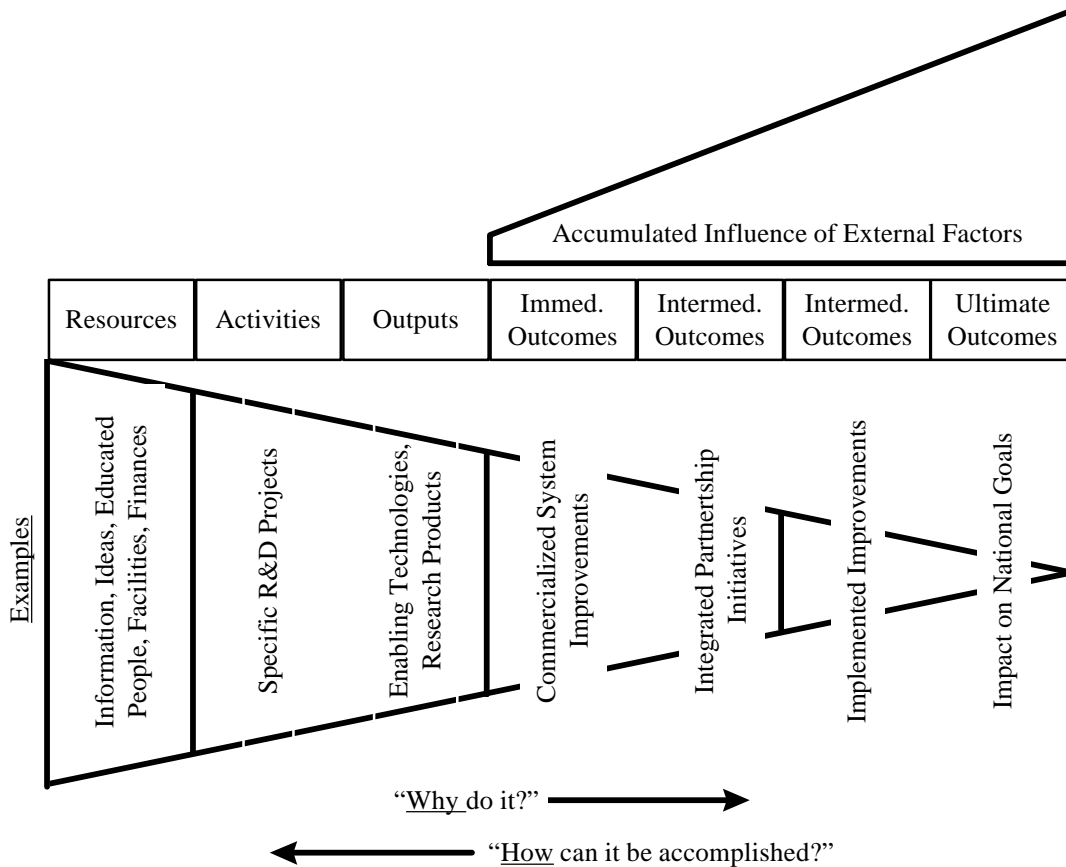 Accumulated Influence of External Factors
Resources
Activities
Outputs
Immed.
Outcomes
Intermed.
Outcomes
Intermed.
Outcomes
Ultimate
Outcomes
Examples
Information, Ideas, Educated
People, Facilities, Finances
Specific R&D Projects
Enabling Technologies,
Research Products
Commercialized System
Improvements
Integrated Partnertship
Initiatives
Implemented Improvements
Impact on National Goals
“Why do it?”
“How can it be accomplished?”